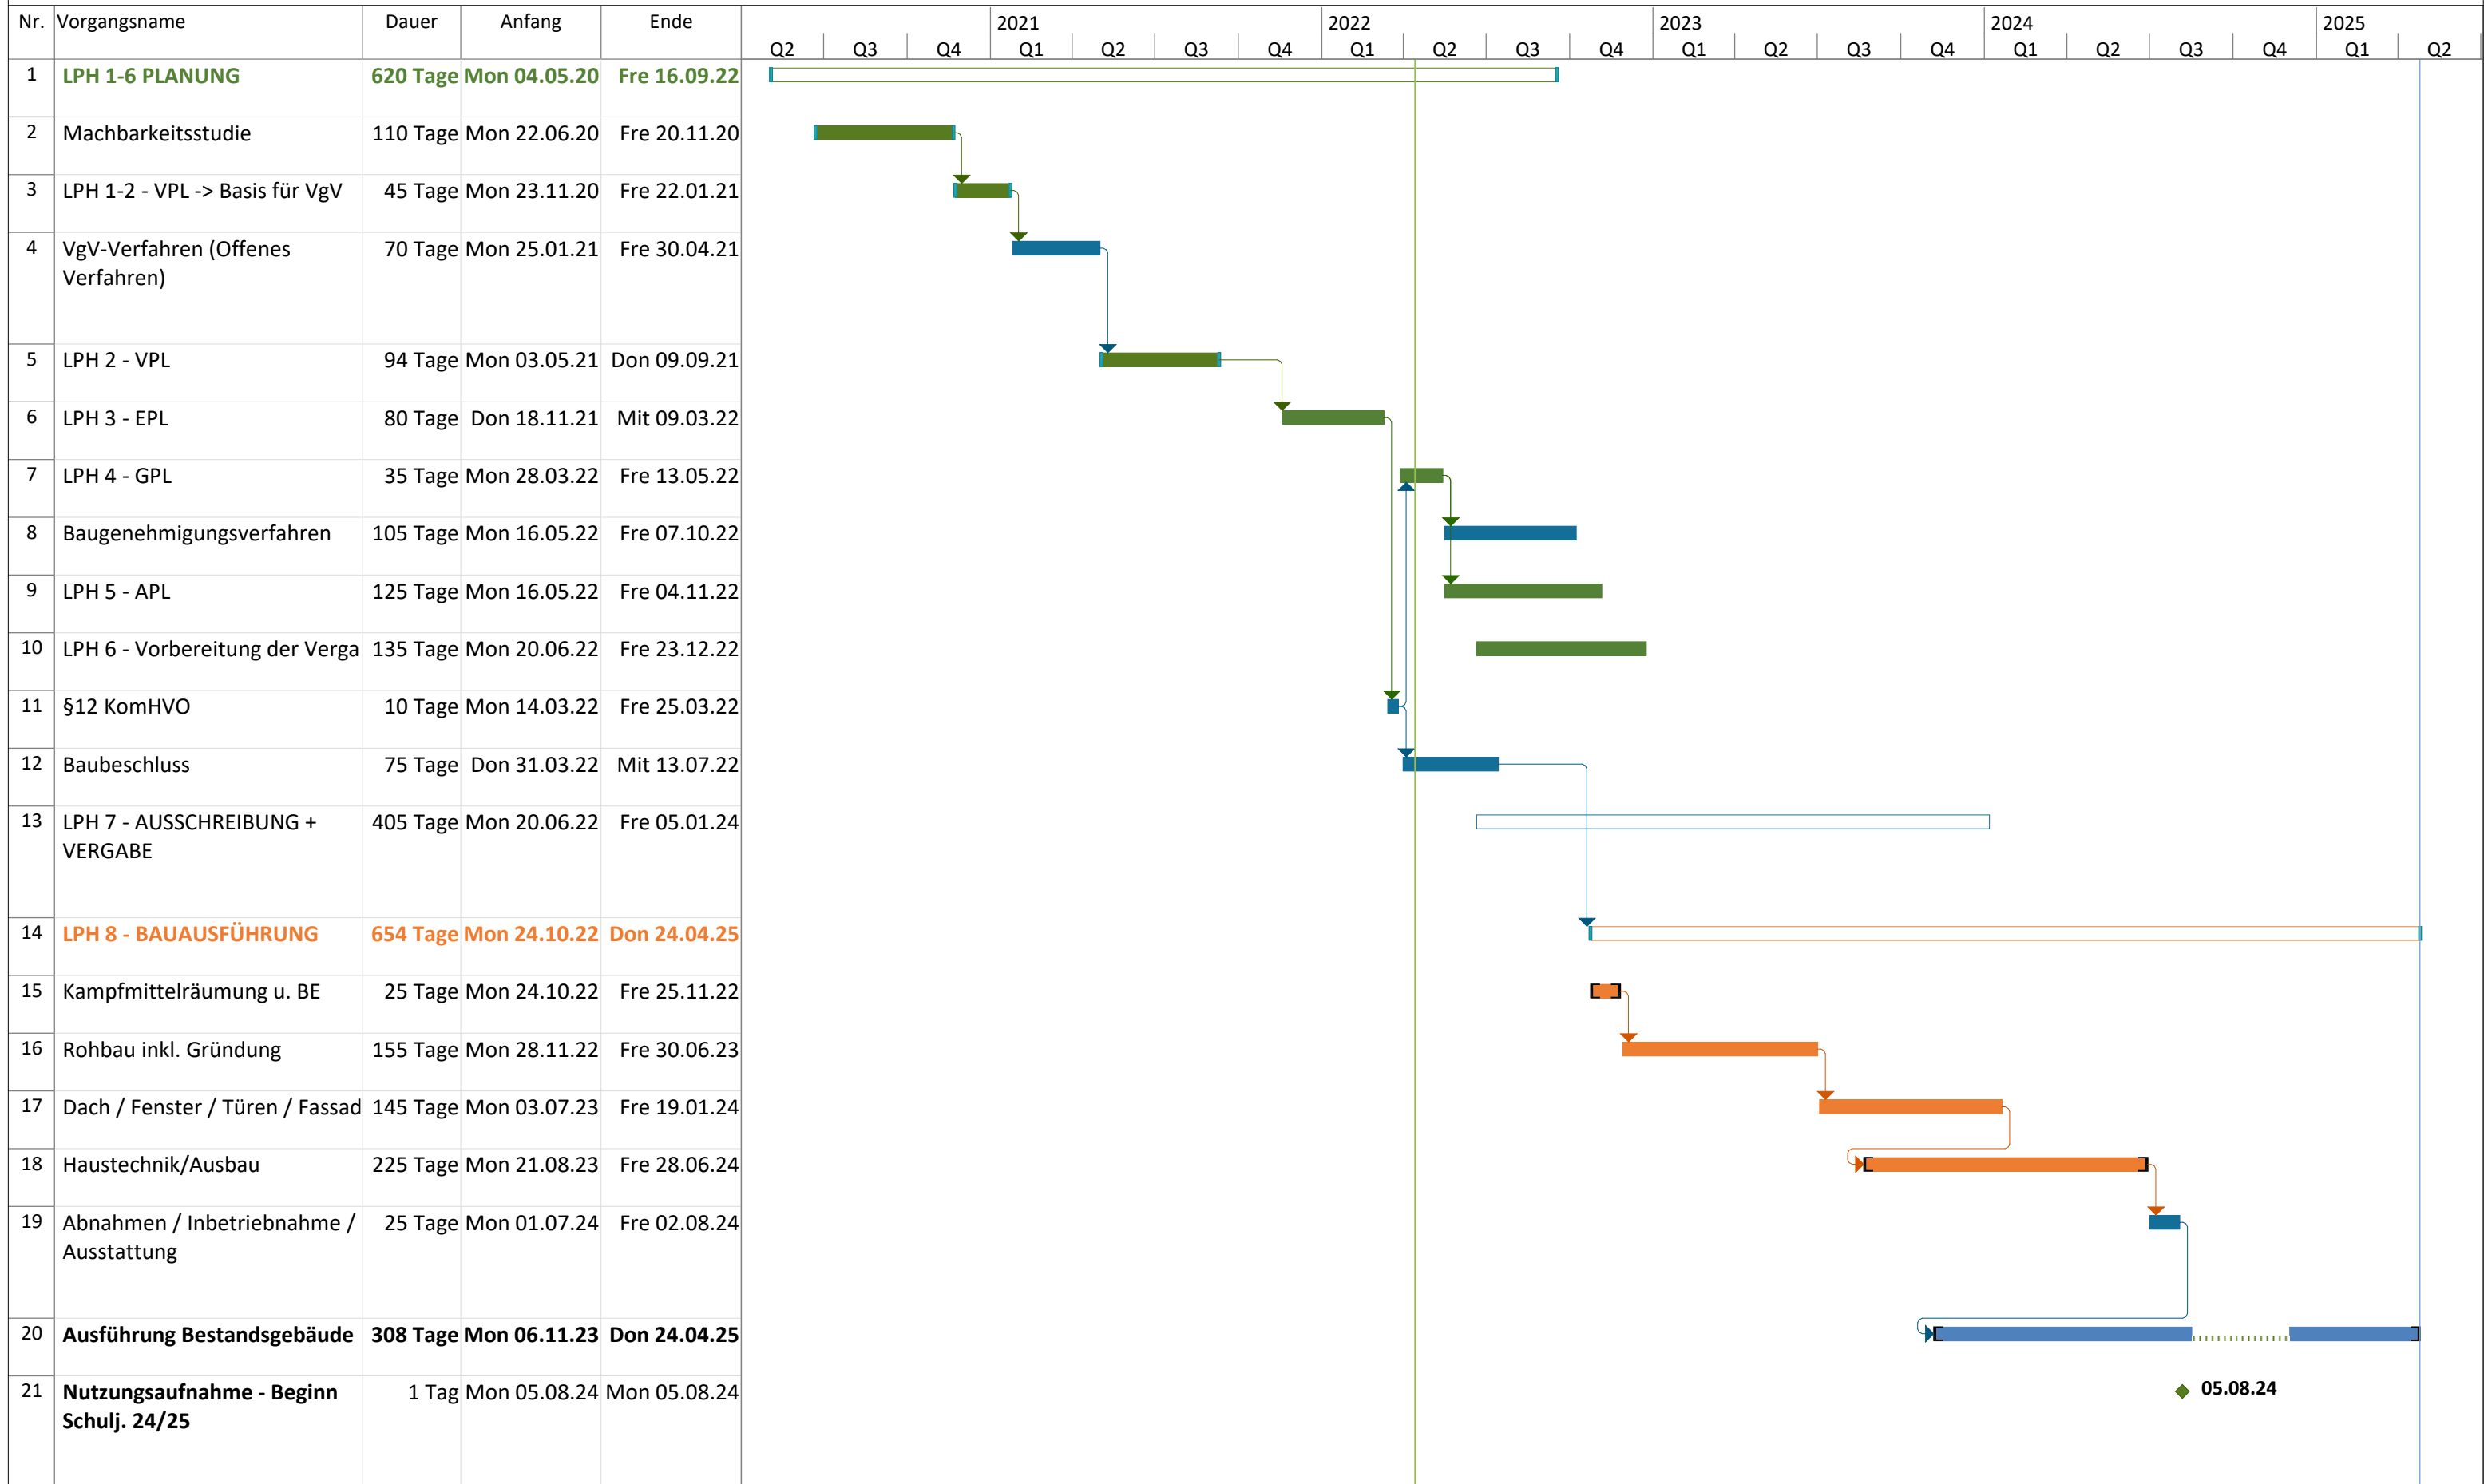 Nr. Vorgangsname Dauer Anfang Ende 2021 2022 2023 2024 2025
Q2 Q3 Q4 Q1 Q2 Q3 Q4 Q1 Q2 Q3 Q4 Q1 Q2 Q3 Q4 Q1 Q2 Q3 Q4 Q1 Q2
1 LPH 1-6 PLANUNG 620 Tage Mon 04.05.20 Fre 16.09.22
2 Machbarkeitsstudie 110 Tage Mon 22.06.20 Fre 20.11.20
3 LPH 1-2 - VPL -> Basis für VgV 45 Tage Mon 23.11.20 Fre 22.01.21
4 VgV-Verfahren (Offenes 70 Tage Mon 25.01.21 Fre 30.04.21
Verfahren)
5 LPH 2 - VPL 94 Tage Mon 03.05.21 Don 09.09.21
6 LPH 3 - EPL 80 Tage Don 18.11.21 Mit 09.03.22
7 LPH 4 - GPL 35 Tage Mon 28.03.22 Fre 13.05.22
8 Baugenehmigungsverfahren 105 Tage Mon 16.05.22 Fre 07.10.22
9 LPH 5 - APL 125 Tage Mon 16.05.22 Fre 04.11.22
10 LPH 6 - Vorbereitung der Verga 135 Tage Mon 20.06.22 Fre 23.12.22
11 §12 KomHVO 10 Tage Mon 14.03.22 Fre 25.03.22
12 Baubeschluss 75 Tage Don 31.03.22 Mit 13.07.22
13 LPH 7 - AUSSCHREIBUNG + 405 Tage Mon 20.06.22 Fre 05.01.24
VERGABE
14 LPH 8 - BAUAUSFÜHRUNG 654 Tage Mon 24.10.22 Don 24.04.25
15 Kampfmittelräumung u. BE 25 Tage Mon 24.10.22 Fre 25.11.22
16 Rohbau inkl. Gründung 155 Tage Mon 28.11.22 Fre 30.06.23
17 Dach / Fenster / Türen / Fassad 145 Tage Mon 03.07.23 Fre 19.01.24
18 Haustechnik/Ausbau 225 Tage Mon 21.08.23 Fre 28.06.24
19 Abnahmen / Inbetriebnahme / 25 Tage Mon 01.07.24 Fre 02.08.24
Ausstattung
20 Ausführung Bestandsgebäude 308 Tage Mon 06.11.23 Don 24.04.25
21 Nutzungsaufnahme - Beginn 1 Tag Mon 05.08.24 Mon 05.08.24 05.08.24
Schulj. 24/25